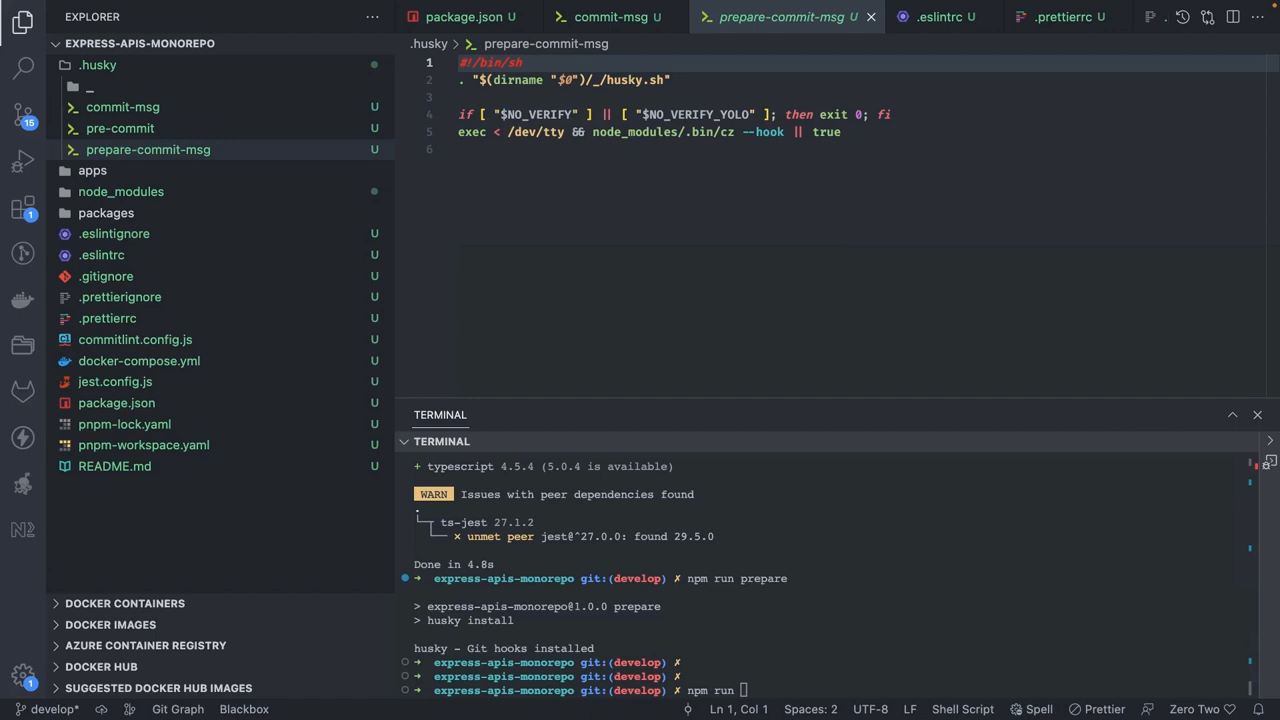 EXPLORER
package.json U
commit-msg U
prepare-commit-msg U
.eslintrc U
.prettierrc U
.
EXPRESS-APIS-MONOREPO
.husky
_
commit-msg U
pre-commit U
prepare-commit-msg U
apps
node_modules
packages
.eslintignore U
.eslintrc U
.gitignore U
.prettierignore U
.prettierrc U
commitlint.config.js U
docker-compose.yml U
jest.config.js U
package.json U
pnpm-lock.yaml U
pnpm-workspace.yaml U
README.md U
DOCKER CONTAINERS
DOCKER IMAGES
AZURE CONTAINER REGISTRY
DOCKER HUB
SUGGESTED DOCKER HUB IMAGES
15
1
1
.husky > prepare-commit-msg
1 #!/bin/sh
2 . "$(dirname "$0")/_/husky.sh"
3
4 if [ "$NO_VERIFY" ] || [ "$NO_VERIFY_YOLO" ]; then exit 0; fi
5 exec < /dev/tty && node_modules/.bin/cz --hook || true
6
TERMINAL
TERMINAL
+ typescript 4.5.4 (5.0.4 is available)
WARN Issues with peer dependencies found
.
└─┬ ts-jest 27.1.2
└── × unmet peer jest@^27.0.0: found 29.5.0
Done in 4.8s
➜ express-apis-monorepo git:(develop) ✗ npm run prepare
> express-apis-monorepo@1.0.0 prepare
> husky install
husky - Git hooks installed
➜ express-apis-monorepo git:(develop) ✗
➜ express-apis-monorepo git:(develop) ✗
➜ express-apis-monorepo git:(develop) ✗ npm run
develop* Git Graph Blackbox Ln 1, Col 1 Spaces: 2 UTF-8 LF Shell Script Spell Prettier Zero Two